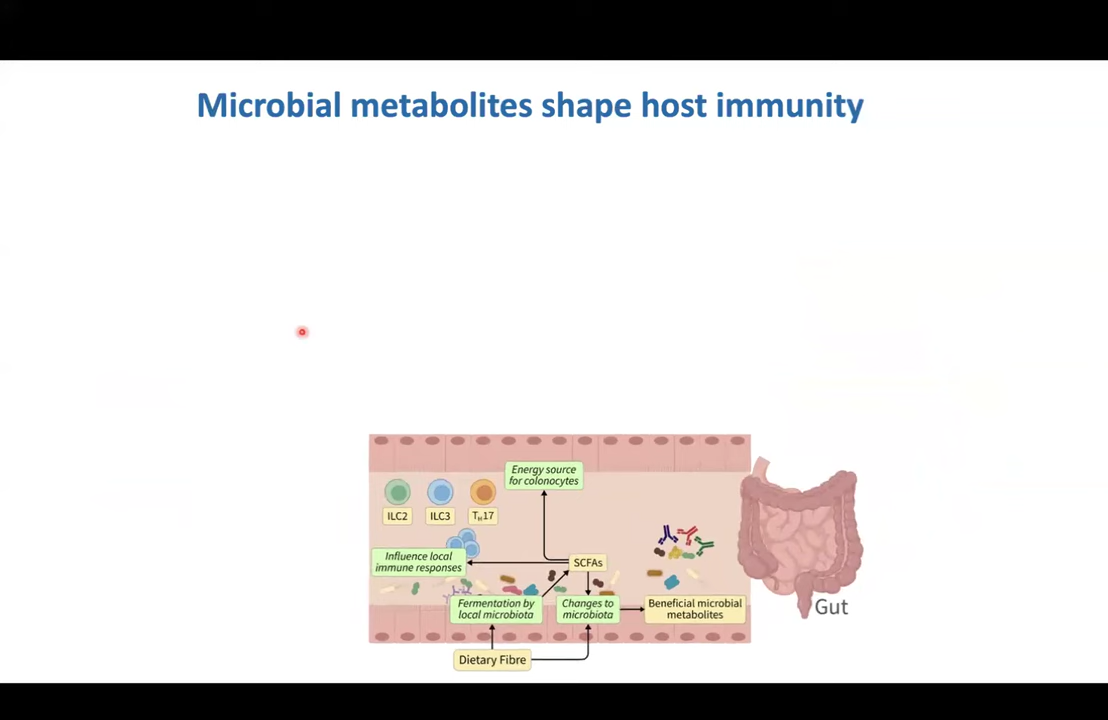 Microbial metabolites shape host immunity
Energy source
for colonocytes
ILC2
ILC3
TH17
Influence local
immune responses
SCFAs
Fermentation by
local microbiota
Changes to
microbiota
Beneficial microbial
metabolites
Gut
Dietary Fibre